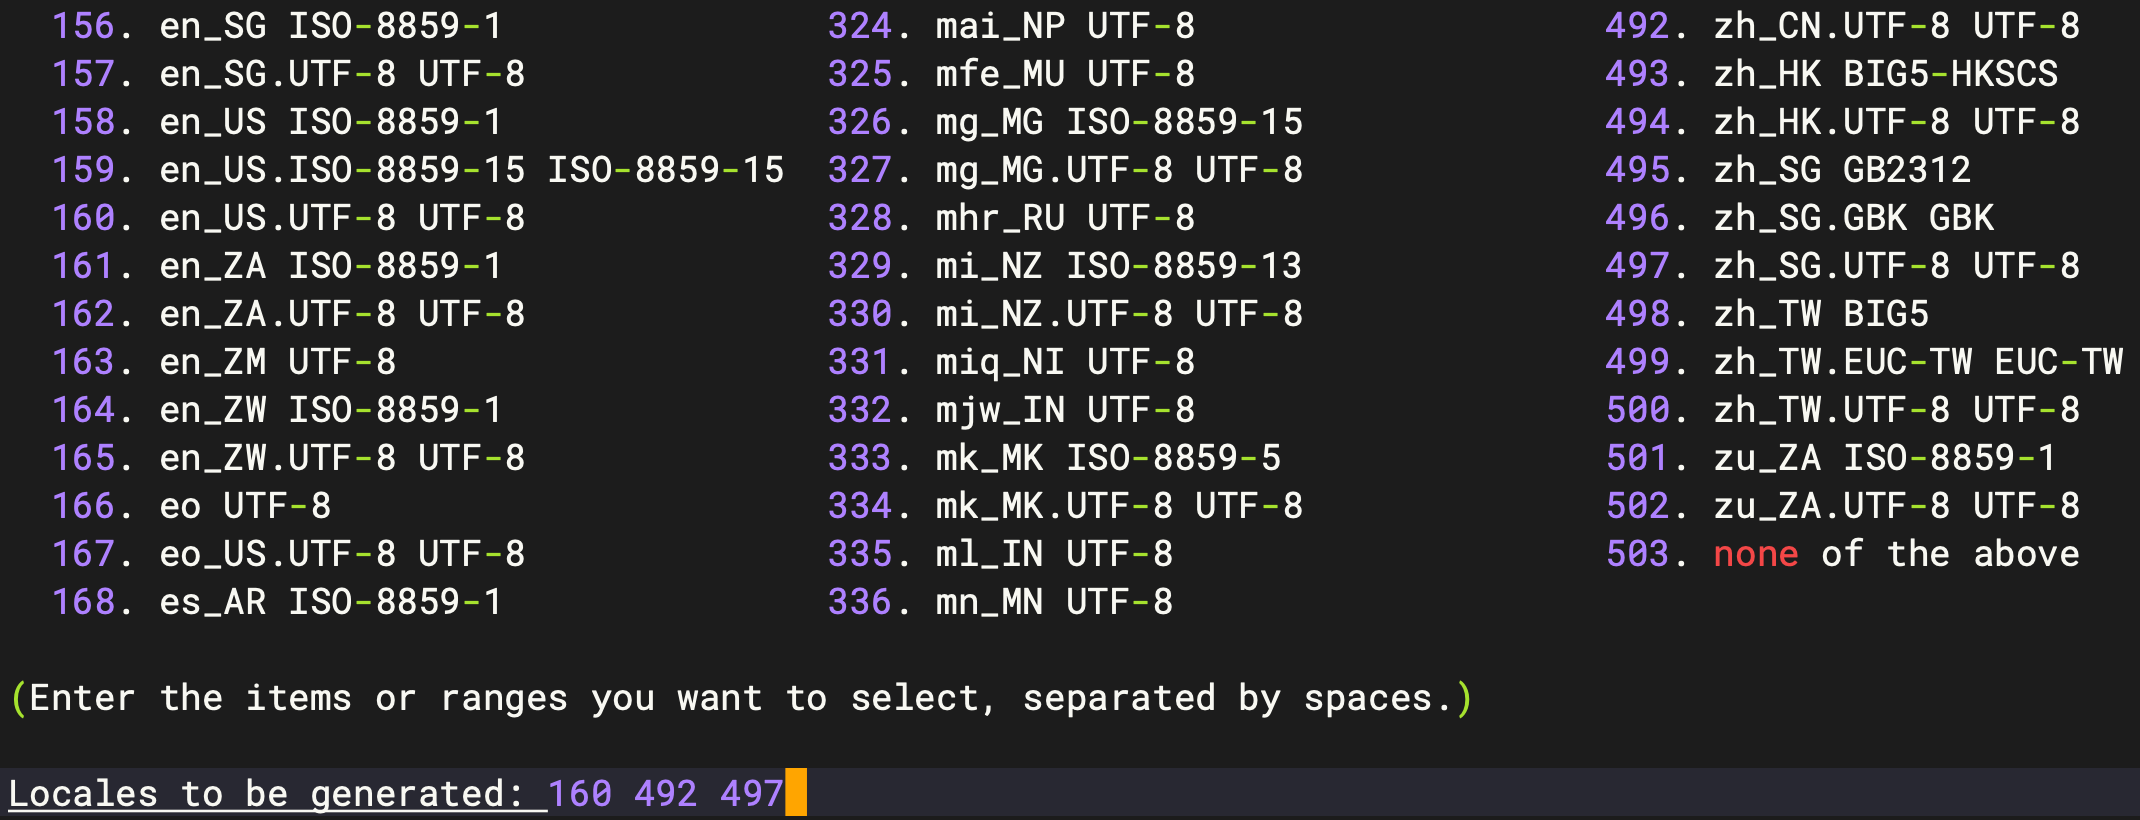 156. en_SG ISO-8859-1 324. mai_NP UTF-8 492. zh_CN.UTF-8 UTF-8
157. en_SG.UTF-8 UTF-8 325. mfe_MU UTF-8 493. zh_HK BIG5-HKSCS
158. en_US ISO-8859-1 326. mg_MG ISO-8859-15 494. zh_HK.UTF-8 UTF-8
159. en_US.ISO-8859-15 ISO-8859-15 327. mg_MG.UTF-8 UTF-8 495. zh_SG GB2312
160. en_US.UTF-8 UTF-8 328. mhr_RU UTF-8 496. zh_SG.GBK GBK
161. en_ZA ISO-8859-1 329. mi_NZ ISO-8859-13 497. zh_SG.UTF-8 UTF-8
162. en_ZA.UTF-8 UTF-8 330. mi_NZ.UTF-8 UTF-8 498. zh_TW BIG5
163. en_ZM UTF-8 331. miq_NI UTF-8 499. zh_TW.EUC-TW EUC-TW
164. en_ZW ISO-8859-1 332. mjw_IN UTF-8 500. zh_TW.UTF-8 UTF-8
165. en_ZW.UTF-8 UTF-8 333. mk_MK ISO-8859-5 501. zu_ZA ISO-8859-1
166. eo UTF-8 334. mk_MK.UTF-8 UTF-8 502. zu_ZA.UTF-8 UTF-8
167. eo_US.UTF-8 UTF-8 335. ml_IN UTF-8 503. none of the above
168. es_AR ISO-8859-1 336. mn_MN UTF-8
(Enter the items or ranges you want to select, separated by spaces.)
Locales to be generated: 160 492 497